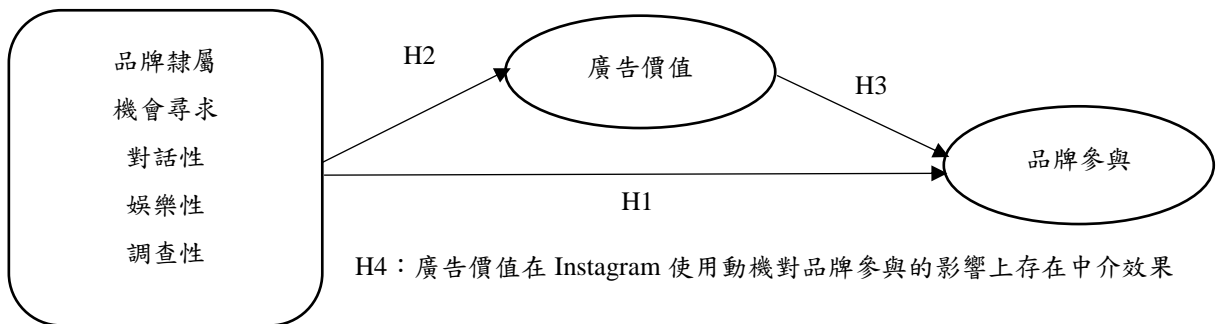 品牌隸屬
機會尋求
對話性
娛樂性
調查性
H2
廣告價值
H3
品牌參與
H1
H4：廣告價值在 Instagram 使用動機對品牌參與的影響上存在中介效果